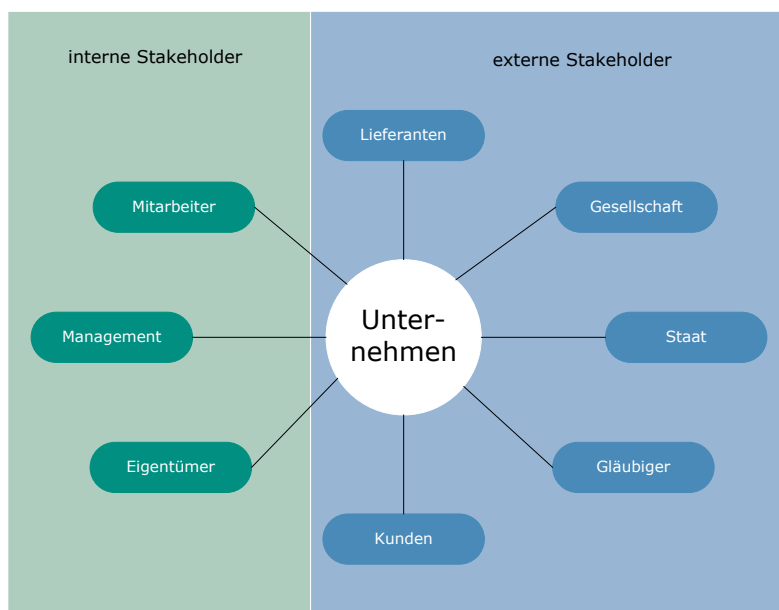 interne Stakeholder
externe Stakeholder
Lieferanten
Mitarbeiter
Gesellschaft
Unter-
nehmen
Management
Staat
Eigentümer
Gläubiger
Kunden